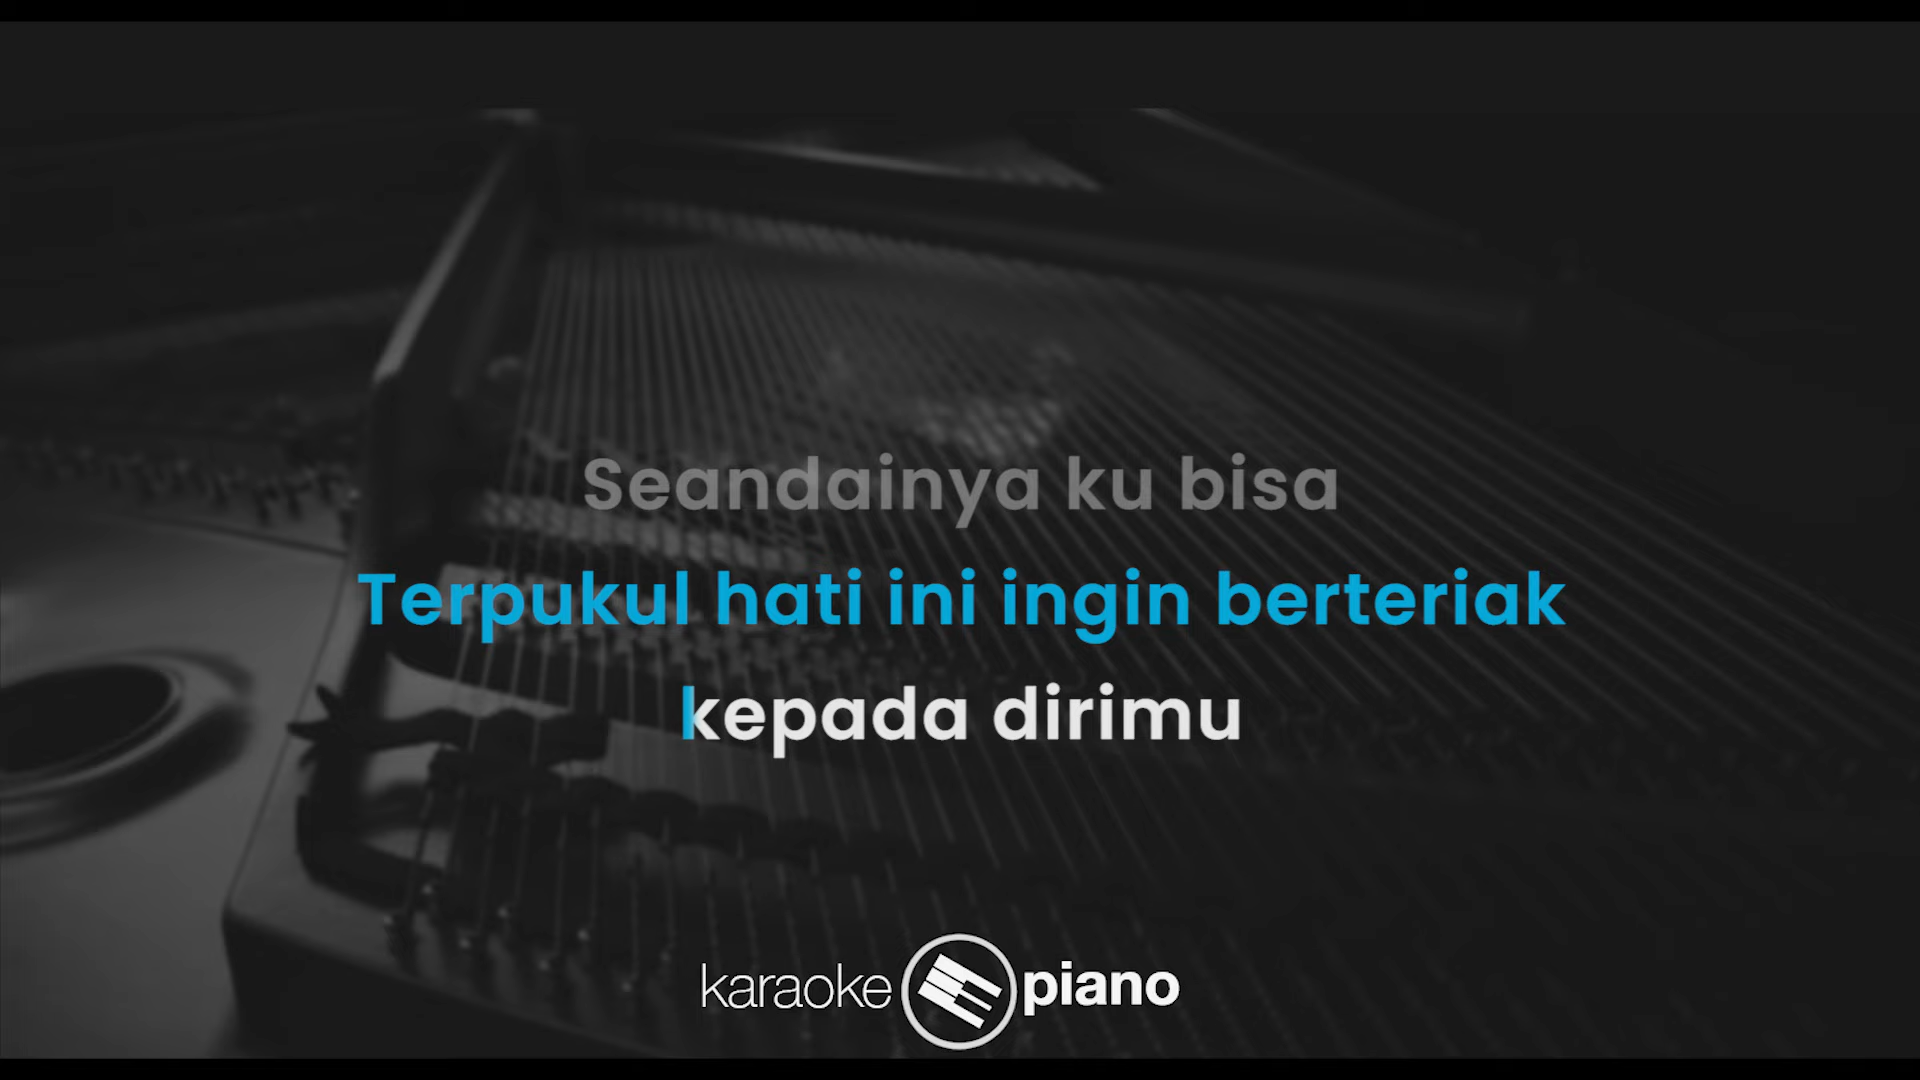 Seandainya ku bisa
Terpukul hati ini ingin berteriak
kepada dirimu
karaoke piano